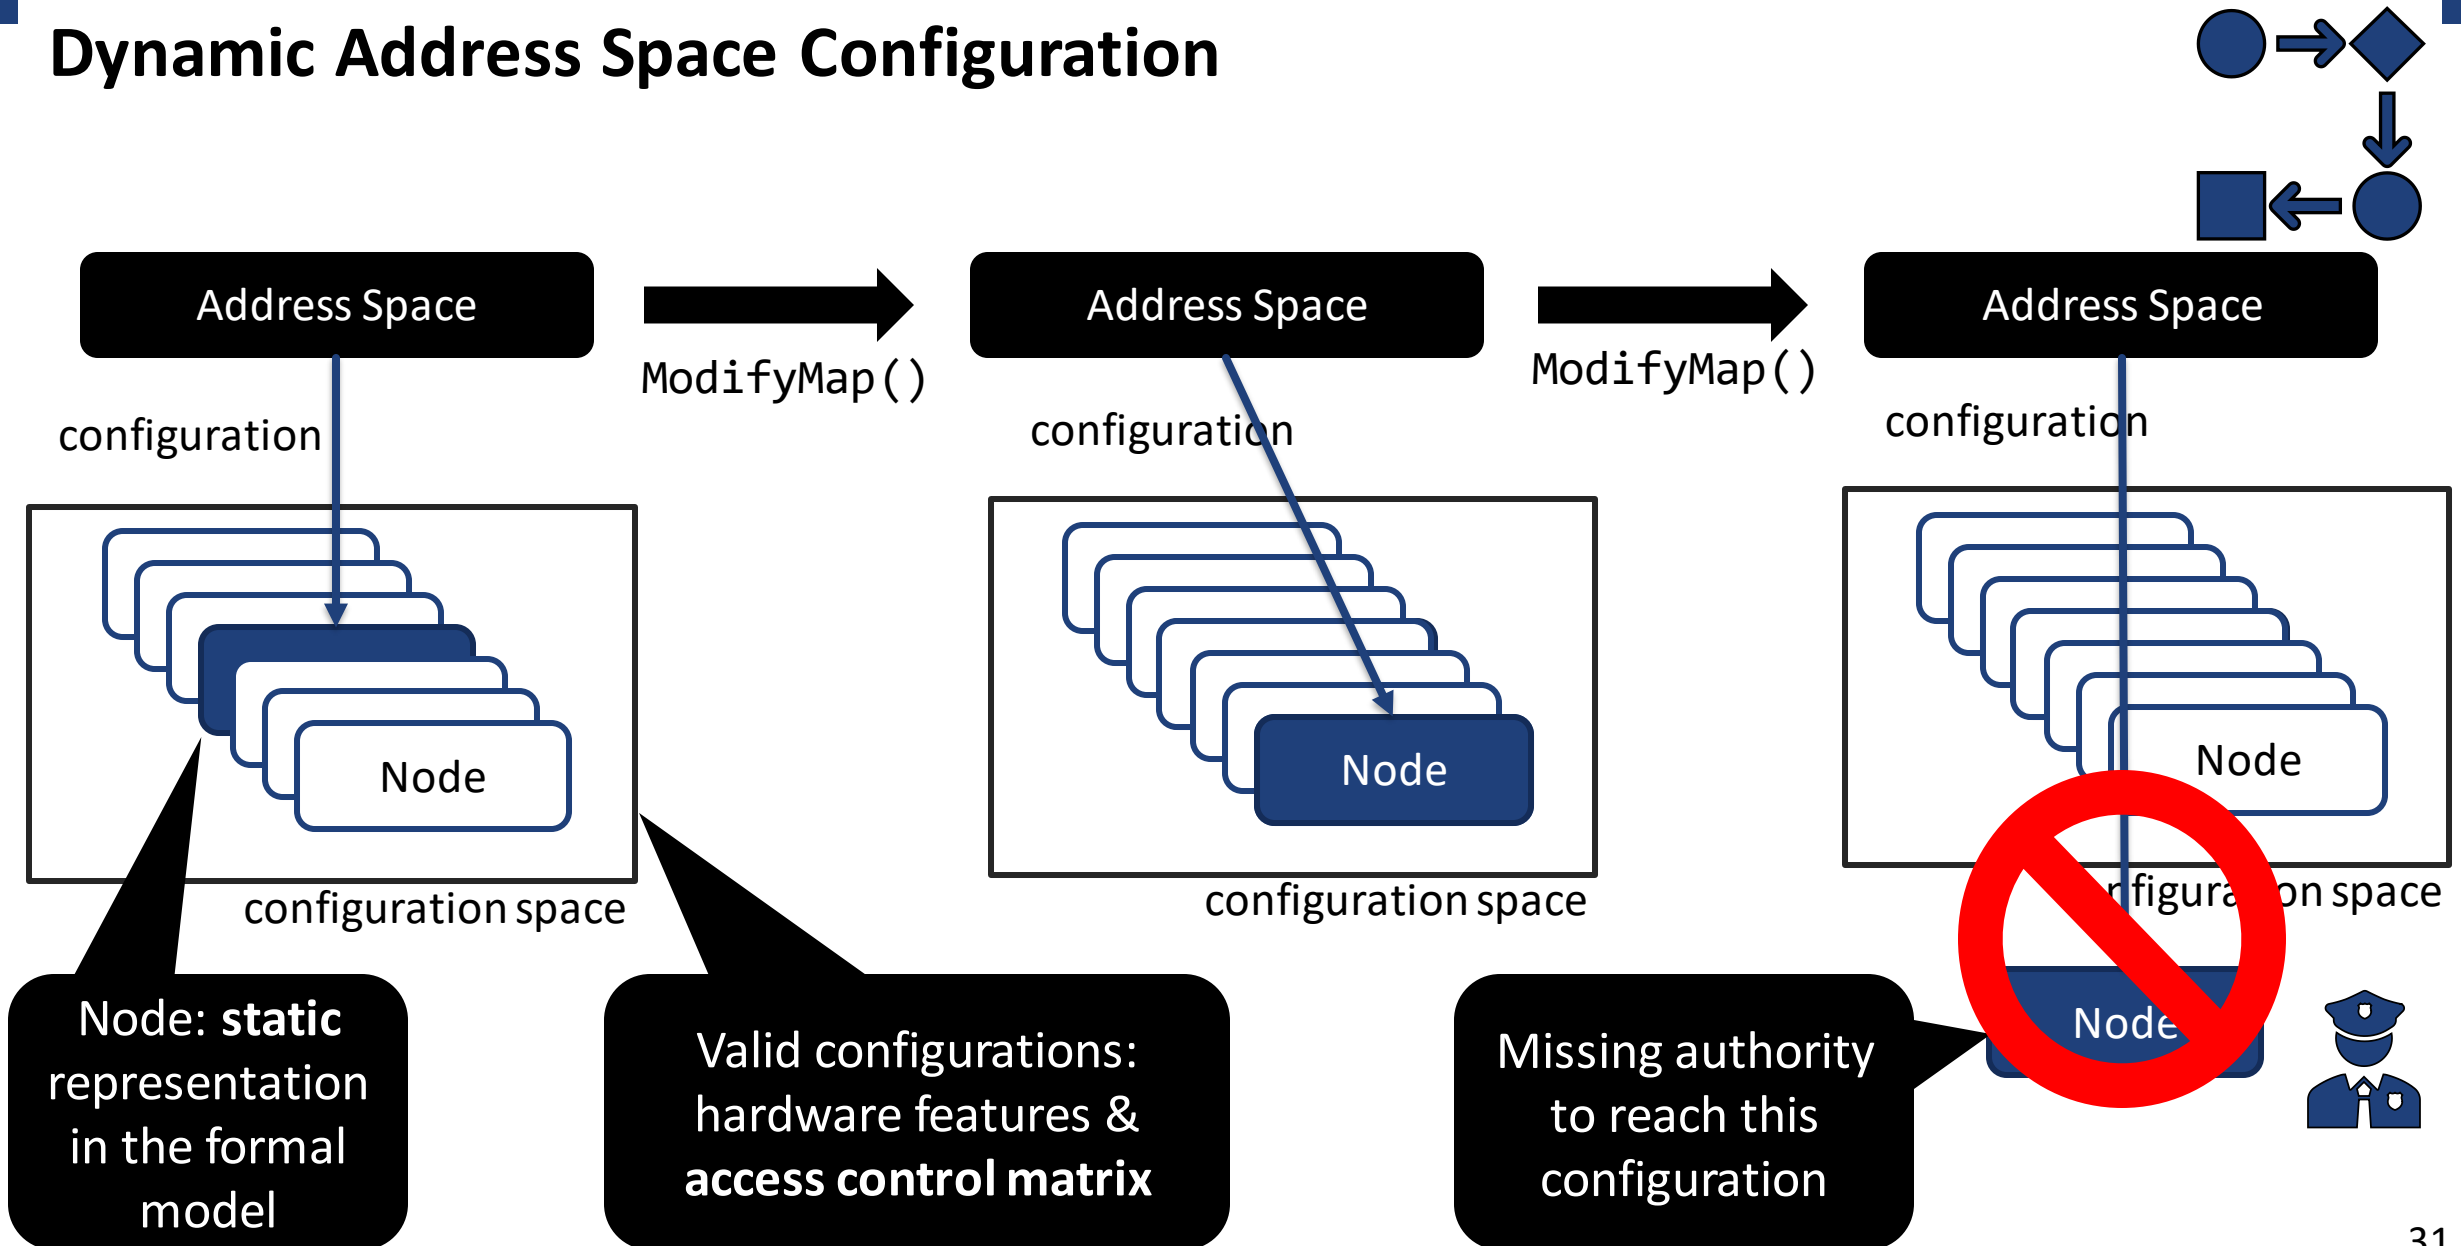 Dynamic Address Space Configuration
Address Space
ModifyMap()
Address Space
ModifyMap()
Address Space
configuration
configuration
configuration
Node
Node
Node
configuration space
configuration space
space
Node
Node: static
representation
in the formal
model
Valid configurations:
hardware features &
access control matrix
Missing authority
to reach this
configuration
31